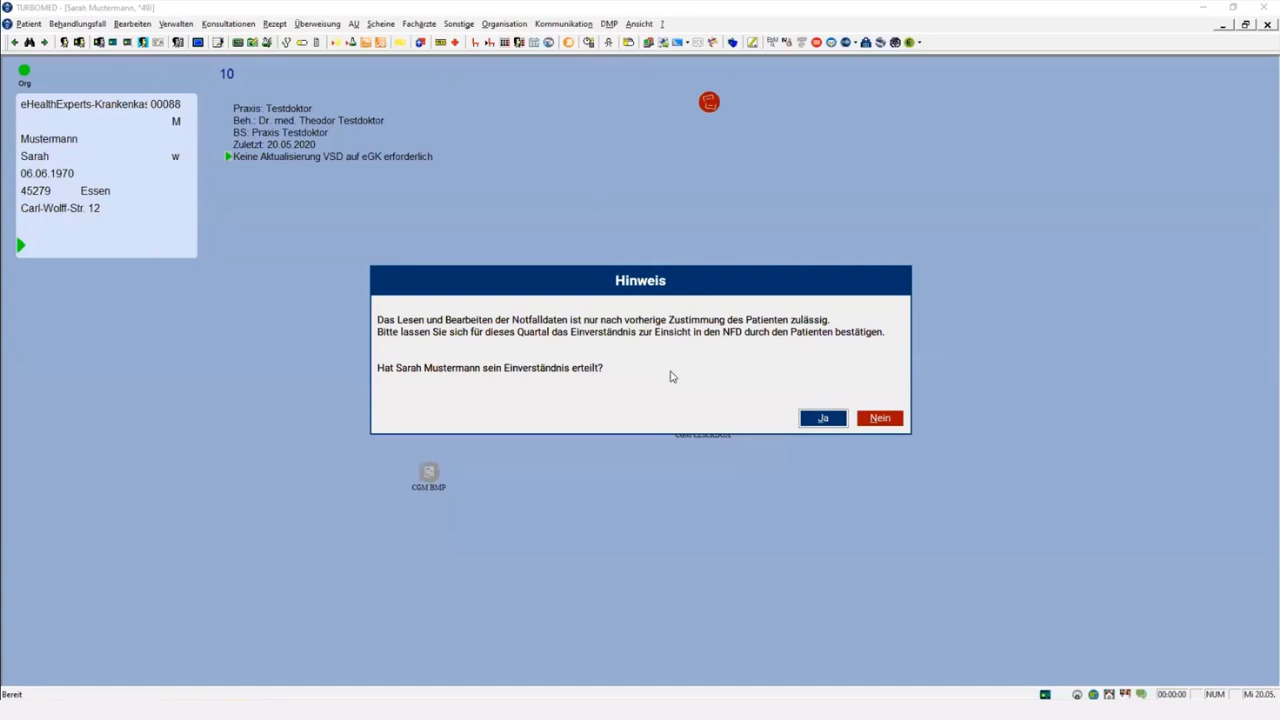 TURBOMED - [Sarah Mustermann, *49J]
Patient Behandlungsfall Bearbeiten Verwalten Konsultationen Rezept Überweisung AU Scheine Fachärzte Sonstige Organisation Kommunikation DMP Ansicht ?
Org
10
eHealthExperts-Krankenkas 00088
M
Mustermann
Sarah w
06.06.1970
45279 Essen
Carl-Wolff-Str. 12
Praxis: Testdoktor
Beh.: Dr. med. Theodor Testdoktor
BS: Praxis Testdoktor
Zuletzt: 20.05.2020
Keine Aktualisierung VSD auf eGK erforderlich
Hinweis
Das Lesen und Bearbeiten der Notfalldaten ist nur nach vorherige Zustimmung des Patienten zulässig.
Bitte lassen Sie sich für dieses Quartal das Einverständnis zur Einsicht in den NFD durch den Patienten bestätigen.
Hat Sarah Mustermann sein Einverständnis erteilt?
Ja Nein
CGM BMP
Bereit 00:00:00 NUM Mi 20.05.